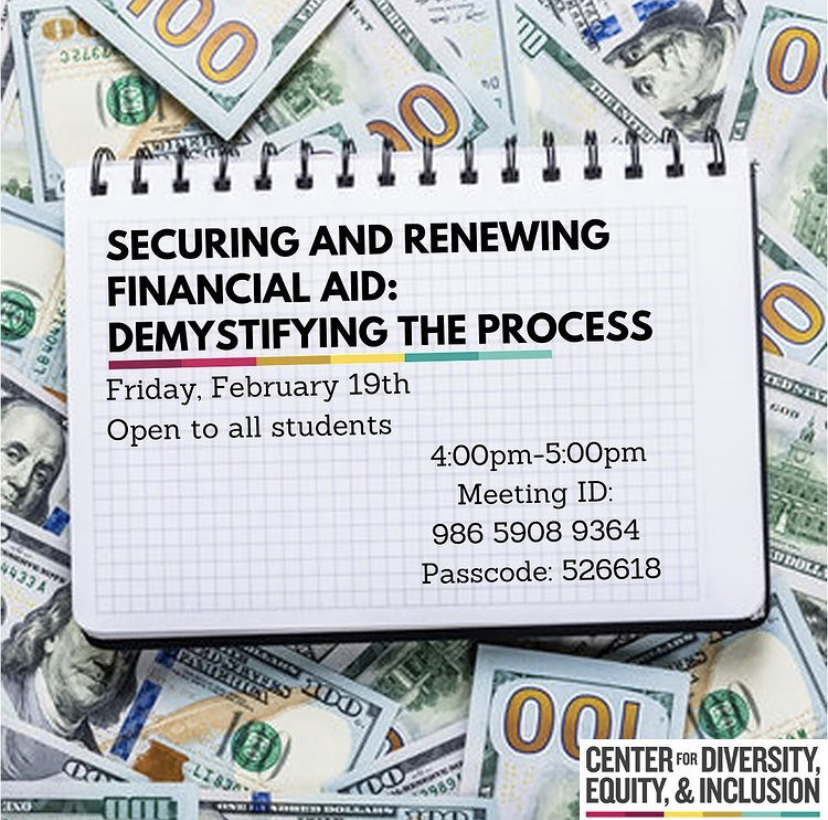 SECURING AND RENEWING
FINANCIAL AID:
DEMYSTIFYING THE PROCESS
Friday, February 19th
Open to all students
4:00pm-5:00pm
Meeting ID:
986 5908 9364
Passcode: 526618
CENTER FOR DIVERSITY,
EQUITY, & INCLUSION